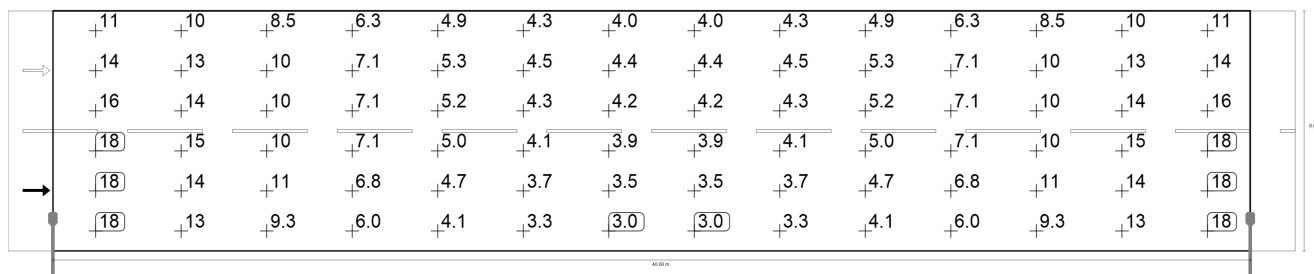 11 10 8.5 6.3 4.9 4.3 4.0 4.0 4.3 4.9 6.3 8.5 10 11
14 13 10 7.1 5.3 4.5 4.4 4.4 4.5 5.3 7.1 10 13 14
16 14 10 7.1 5.2 4.3 4.2 4.2 4.3 5.2 7.1 10 14 16
18 15 10 7.1 5.0 4.1 3.9 3.9 4.1 5.0 7.1 10 15 18
18 14 11 6.8 4.7 3.7 3.5 3.5 3.7 4.7 6.8 11 14 18
18 13 9.3 6.0 4.1 3.3 3.0 3.0 3.3 4.1 6.0 9.3 13 18
40.00 m